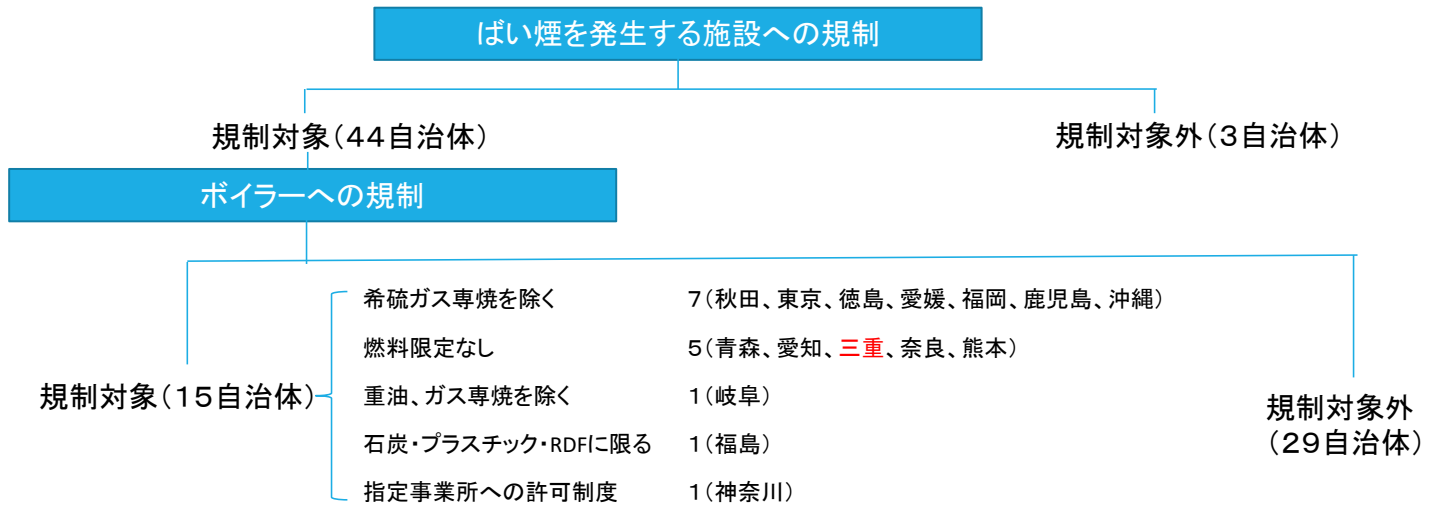 ばい煙を発生する施設への規制
規制対象（４４自治体）
規制対象外（３自治体）
ボイラーへの規制
希硫ガス専焼を除く　７（秋田、東京、徳島、愛媛、福岡、鹿児島、沖縄）
燃料限定なし　５（青森、愛知、三重、奈良、熊本）
規制対象（１５自治体）
重油、ガス専焼を除く　１（岐阜）
石炭・プラスチック・RDFに限る　１（福島）
指定事業所への許可制度　１（神奈川）
規制対象外
（２９自治体）